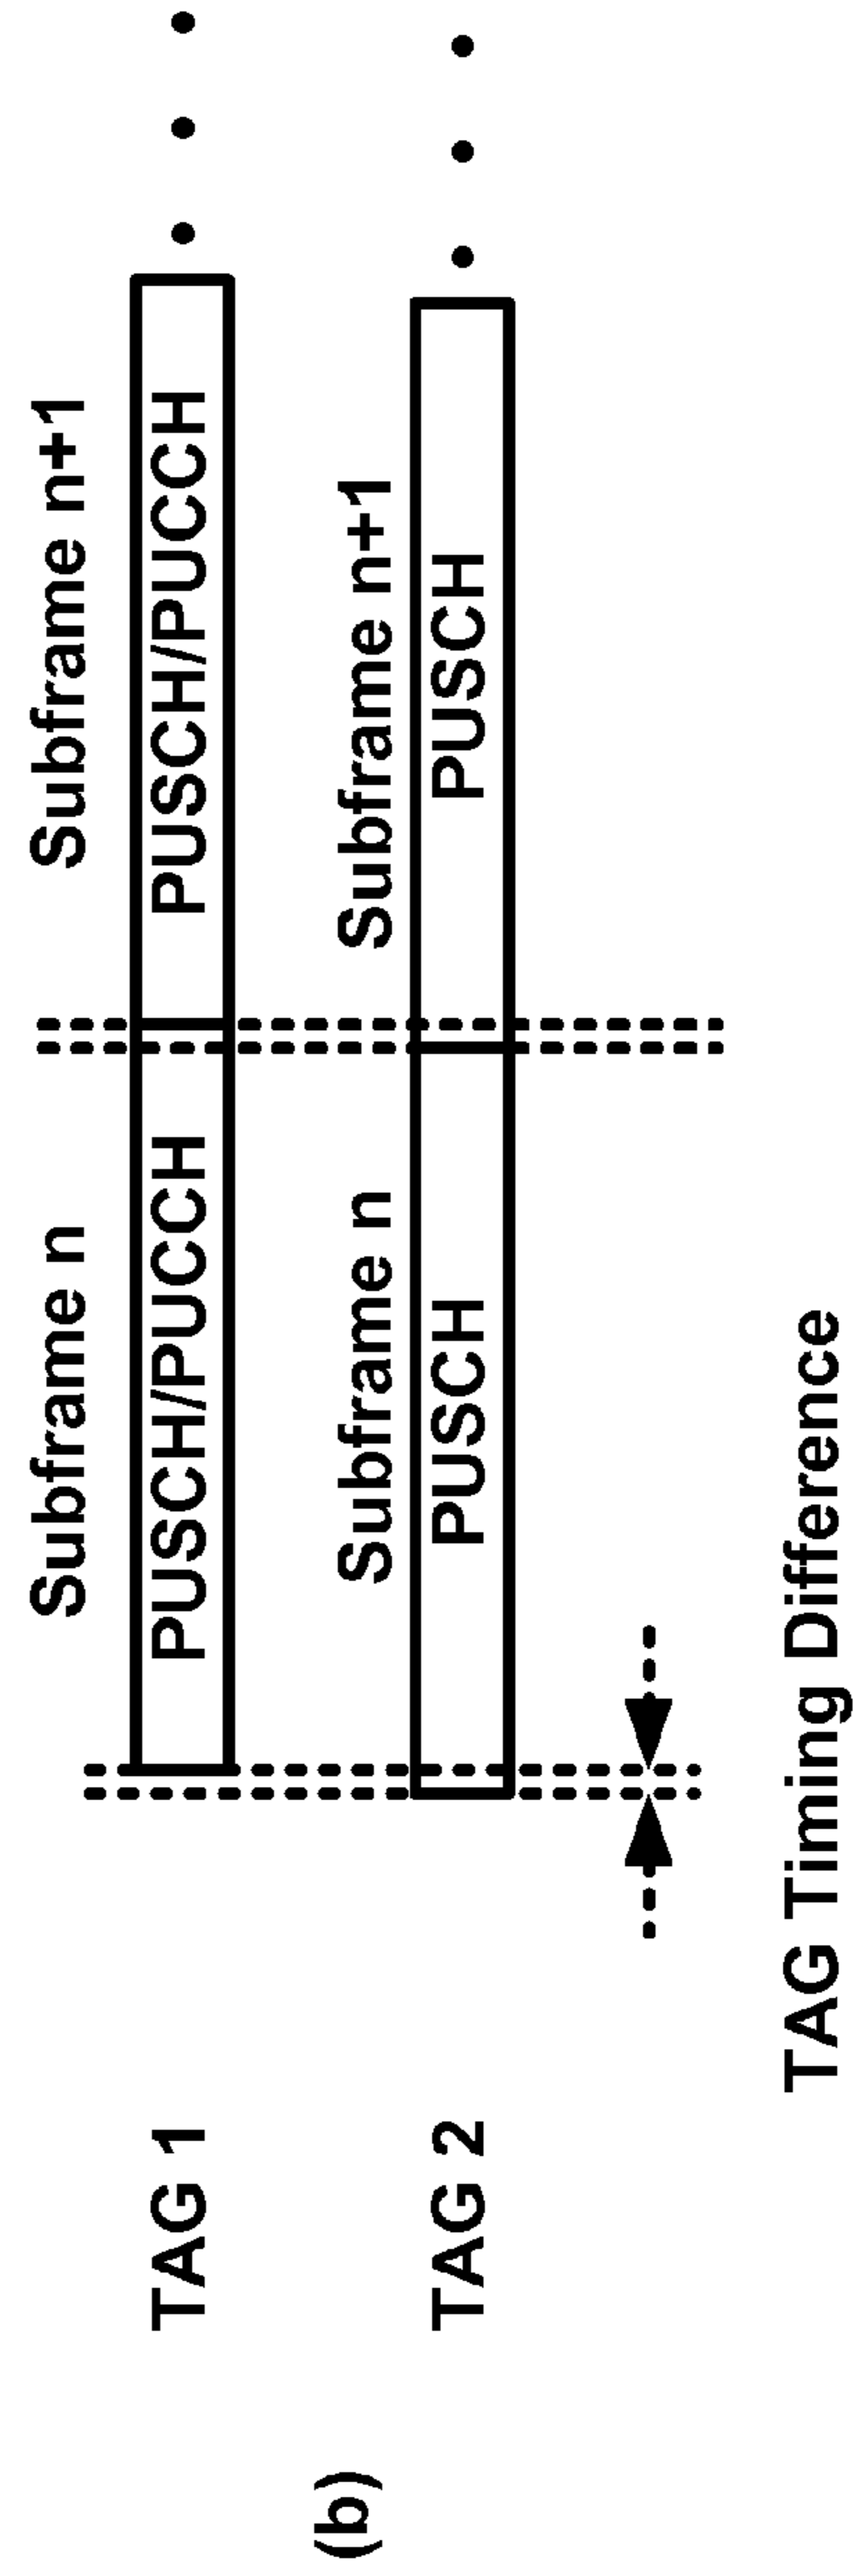 Subframe n Subframe n+1
TAG 1 PUSCH/PUCCH PUSCH/PUCCH
(b)
Subframe n Subframe n+1
TAG 2 PUSCH PUSCH
TAG Timing Difference